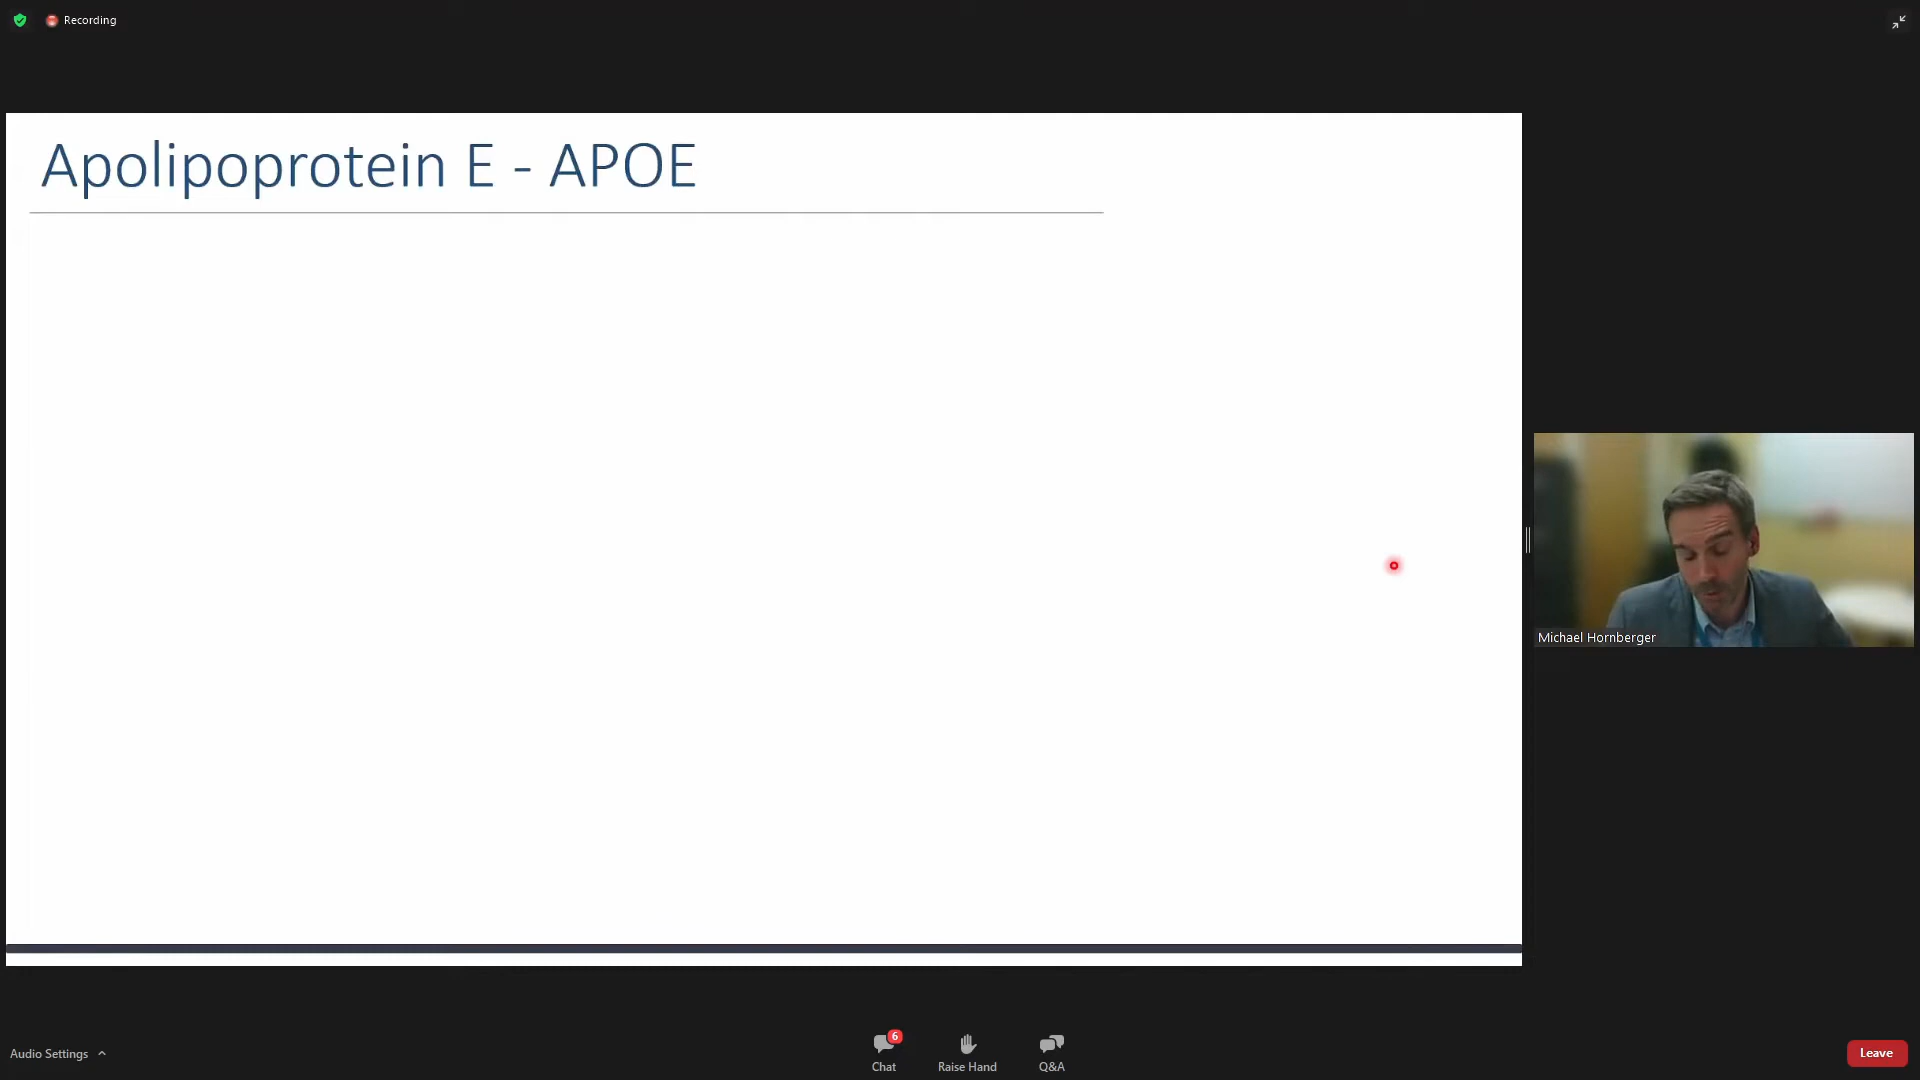 Recording
Apolipoprotein E - APOE
Michael Hornberger
Audio Settings
6
Chat
Raise Hand
Q&A
Leave